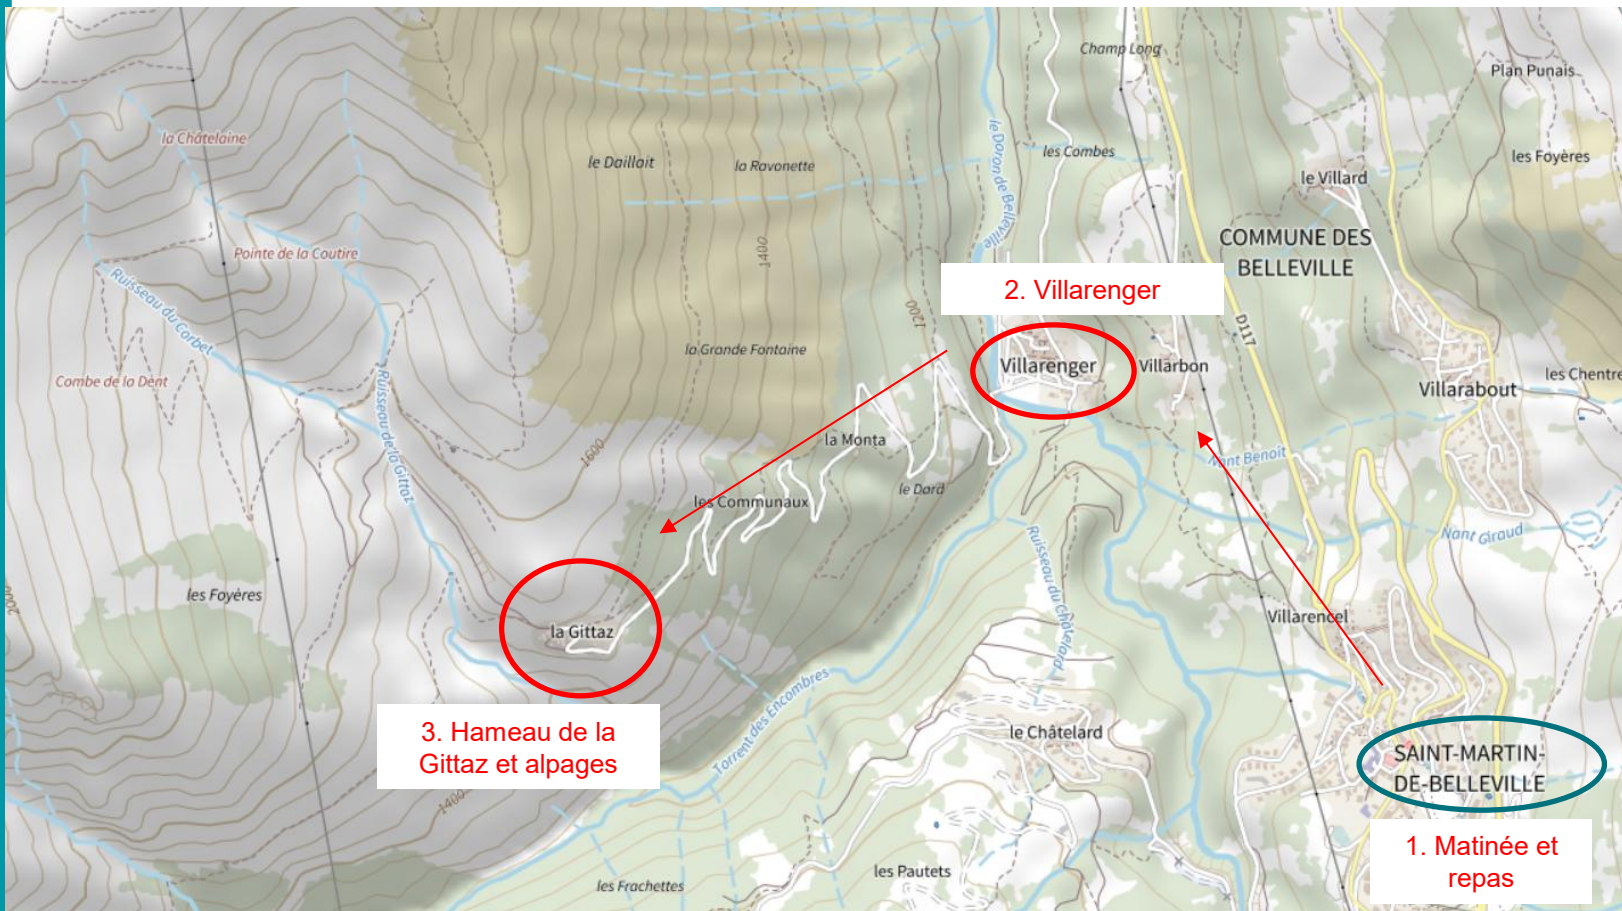 Champ Long
Plan Punais
la Châtelaine
le Daillait
la Ravonette
le Doron de Belleville
les Combes
les Foyères
le Villard
COMMUNE DES
BELLEVILLE
Pointe de la Coutire
1400
Ruisseau du Corbet
2. Villarenger
1200
D117
la Grande Fontaine
Villarenger
Villarbon
Combe de la Dent
Villarabout
les Chentre
Ruisseau de la Gittaz
la Monta
1600
Nant Benoît
les Communaux
le Dard
Nant Giraud
Ruisseau du Châtelard
les Foyères
2000
Villarencel
la Gittaz
Torrent des Encombres
3. Hameau de la
Gittaz et alpages
le Châtelard
SAINT-MARTIN-
DE-BELLEVILLE
1400
1. Matinée et
repas
les Pautets
les Frachettes